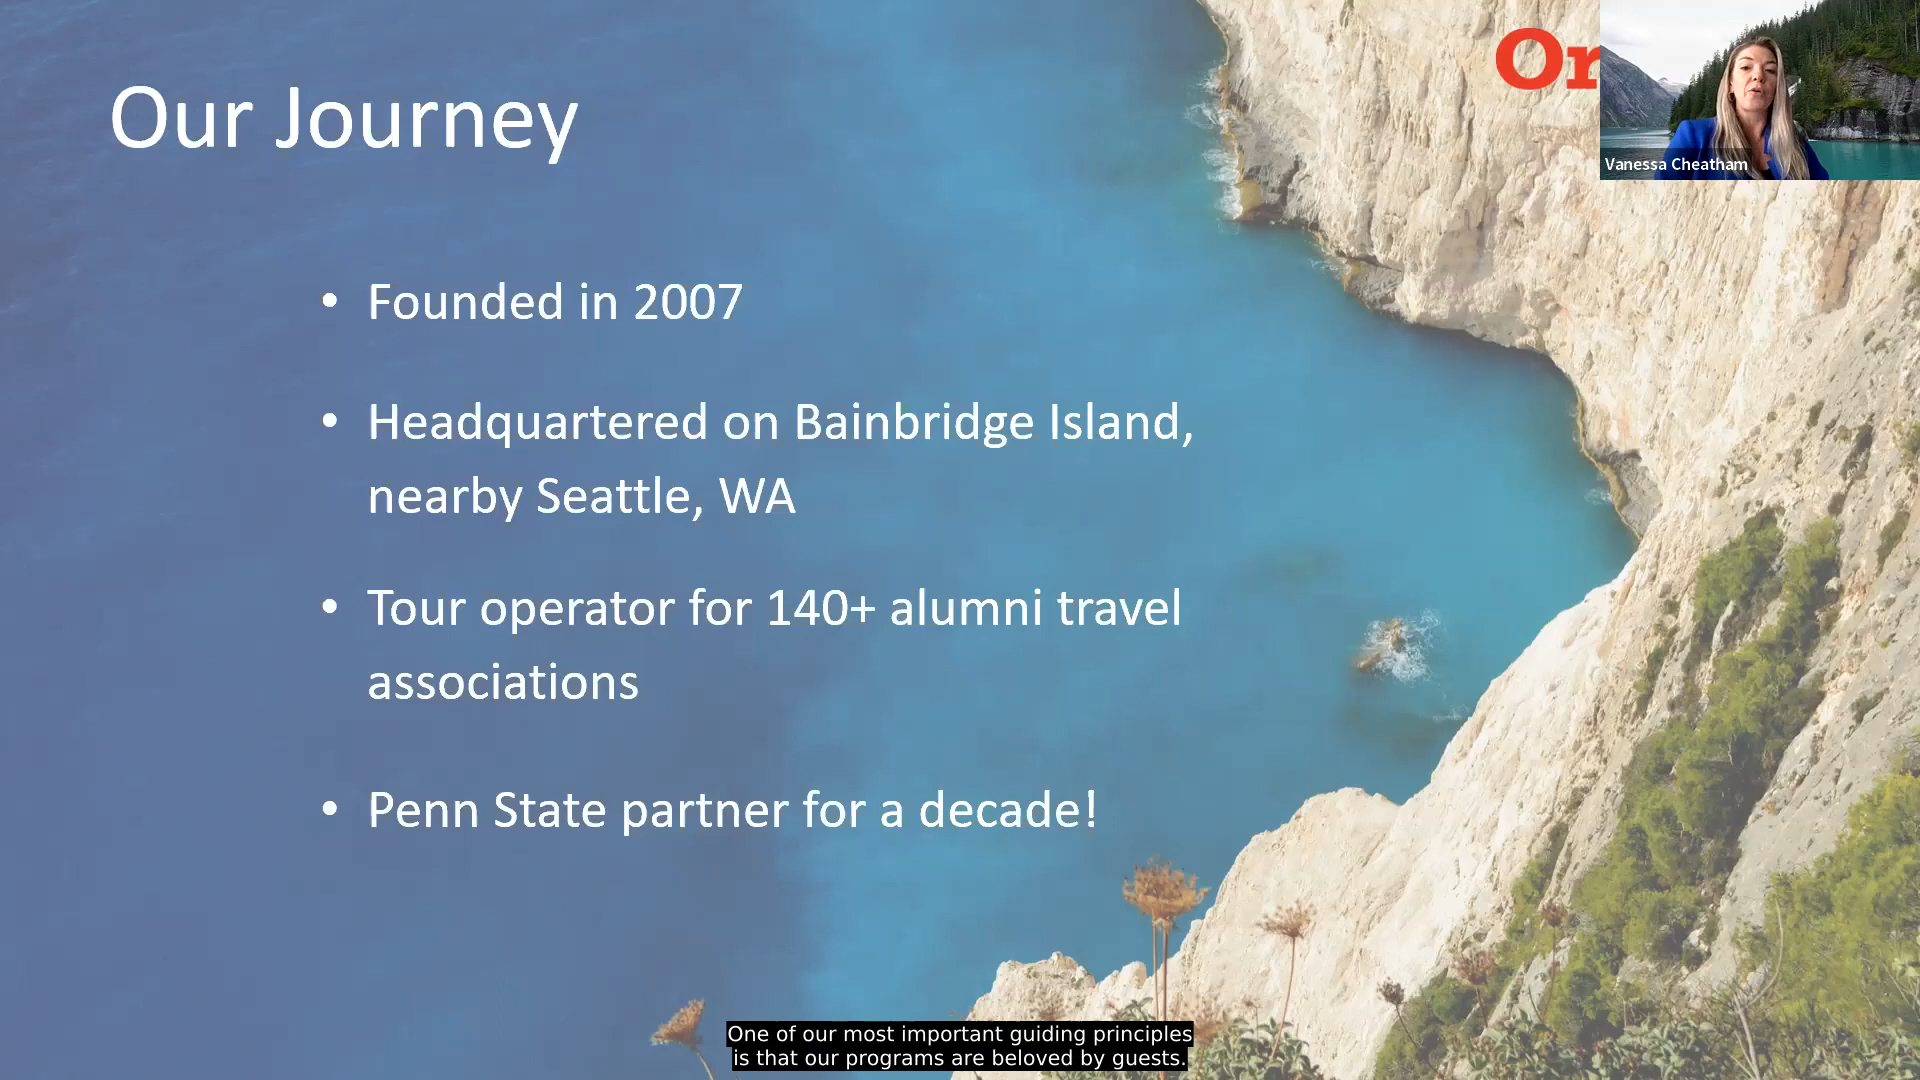 Our Journey
Or
Vanessa Cheatham
• Founded in 2007
• Headquartered on Bainbridge Island,
nearby Seattle, WA
• Tour operator for 140+ alumni travel
associations
• Penn State partner for a decade!
One of our most important guiding principles
is that our programs are beloved by guests.